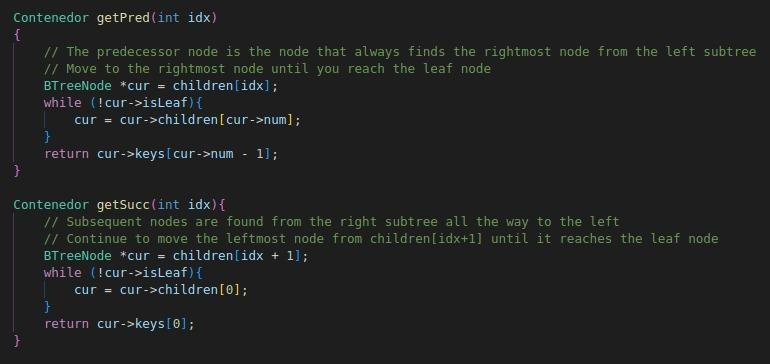 Contenedor getPred(int idx)
{
    // The predecessor node is the node that always finds the rightmost node from the left subtree
    // Move to the rightmost node until you reach the leaf node
    BTreeNode *cur = children[idx];
    while (!cur->isLeaf){
        cur = cur->children[cur->num];
    }
    return cur->keys[cur->num - 1];
}

Contenedor getSucc(int idx){
    // Subsequent nodes are found from the right subtree all the way to the left
    // Continue to move the leftmost node from children[idx+1] until it reaches the leaf node
    BTreeNode *cur = children[idx + 1];
    while (!cur->isLeaf){
        cur = cur->children[0];
    }
    return cur->keys[0];
}